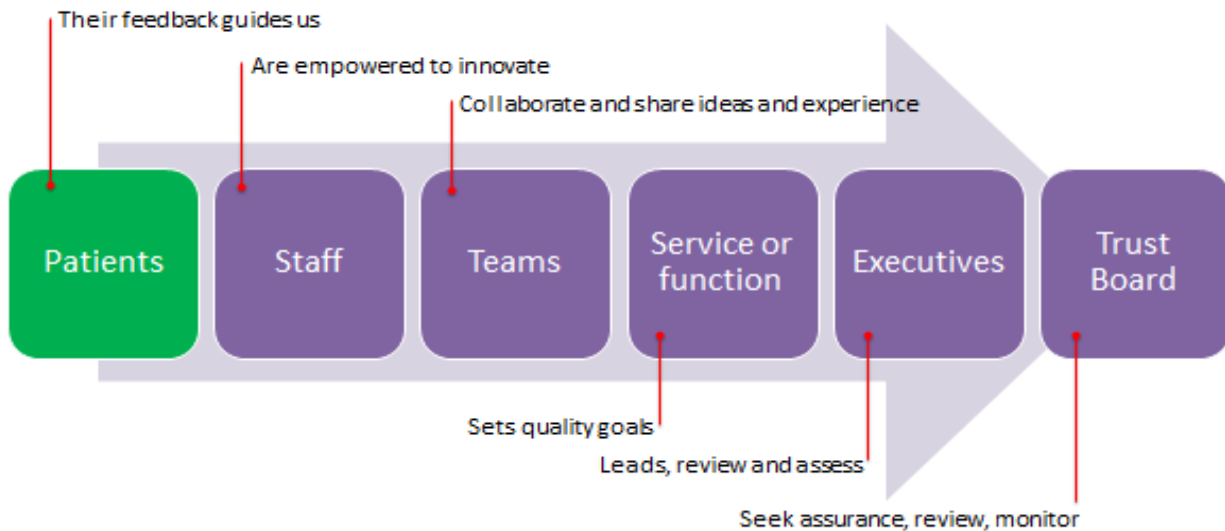 Their feedback guides us
Are empowered to innovate
Collaborate and share ideas and experience
Patients
Staff
Teams
Service or
function
Executives
Trust
Board
Sets quality goals
Leads, review and assess
Seek assurance, review, monitor